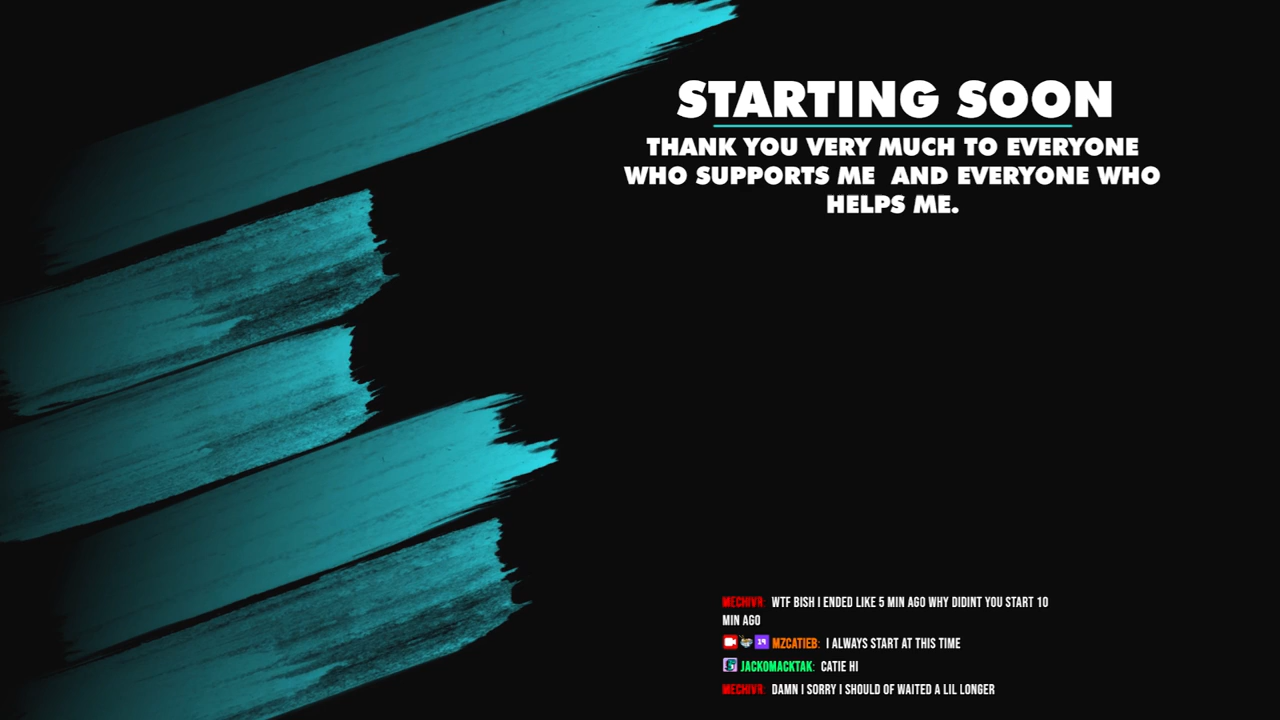 STARTING SOON
THANK YOU VERY MUCH TO EVERYONE
WHO SUPPORTS ME AND EVERYONE WHO
HELPS ME.
MECHIVR: WTF BISH I ENDED LIKE 5 MIN AGO WHY DIDINT YOU START 10
MIN AGO
19 MZCATIEB: I ALWAYS START AT THIS TIME
JACKOMACKTAK: CATIE HI
MECHIVR: DAMN I SORRY I SHOULD OF WAITED A LIL LONGER